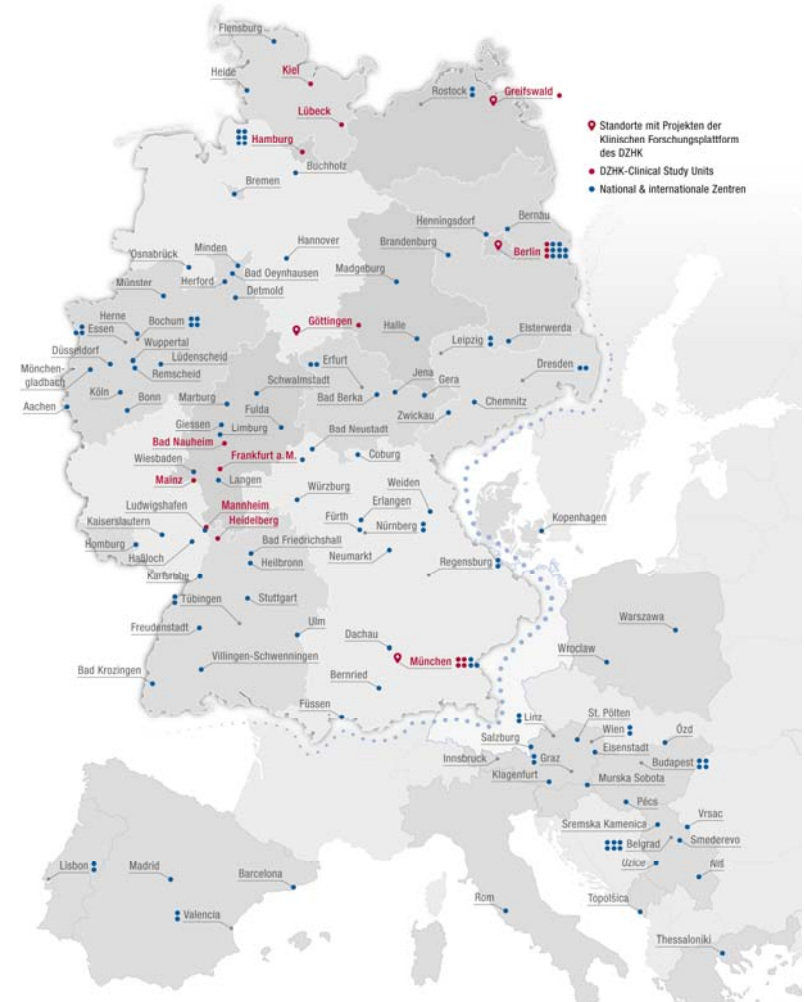 Flensburg
Heide
Kiel
Rostock
Greifswald
Lübeck
Hamburg
Buchholz
Bremen
Standorte mit Projekten der
Klinischen Forschungsplattform
des DZHK
DZHK-Clinical Study Units
National & internationale Zentren
Henningsdorf
Bernau
Brandenburg
Berlin
Hannover
Osnabrück
Minden
Bad Oeynhausen
Madgeburg
Münster
Herford
Detmold
Herne
Bochum
Essen
Göttingen
Halle
Leipzig
Elsterwerda
Düsseldorf
Wuppertal
Lüdenscheid
Remscheid
Erfurt
Dresden
Mönchen-
gladbach
Schwalmstadt
Jena
Gera
Köln
Bonn
Aachen
Marburg
Bad Berka
Chemnitz
Fulda
Zwickau
Giessen
Limburg
Bad Neustadt
Bad Nauheim
Coburg
Wiesbaden
Frankfurt a. M.
Mainz
Langen
Weiden
Ludwigshafen
Mannheim
Würzburg
Erlangen
Kaiserslautern
Heidelberg
Fürth
Nürnberg
Kopenhagen
Homburg
Haßloch
Bad Friedrichshall
Neumarkt
Heilbronn
Regensburg
Karlsruhe
Tübingen
Stuttgart
Freudenstadt
Ulm
Dachau
Warszawa
Villingen-Schwenningen
München
Wroclaw
Bad Krozingen
Bernried
Füssen
Linz
St. Pölten
Wien
Ózd
Salzburg
Eisenstadt
Innsbruck
Graz
Budapest
Klagenfurt
Murska Sobota
Pécs
Sremska Kamenica
Vrsac
Belgrad
Smederevo
Uzice
Niš
Lisbon
Madrid
Barcelona
Valencia
Rom
Topolšica
Thessaloniki